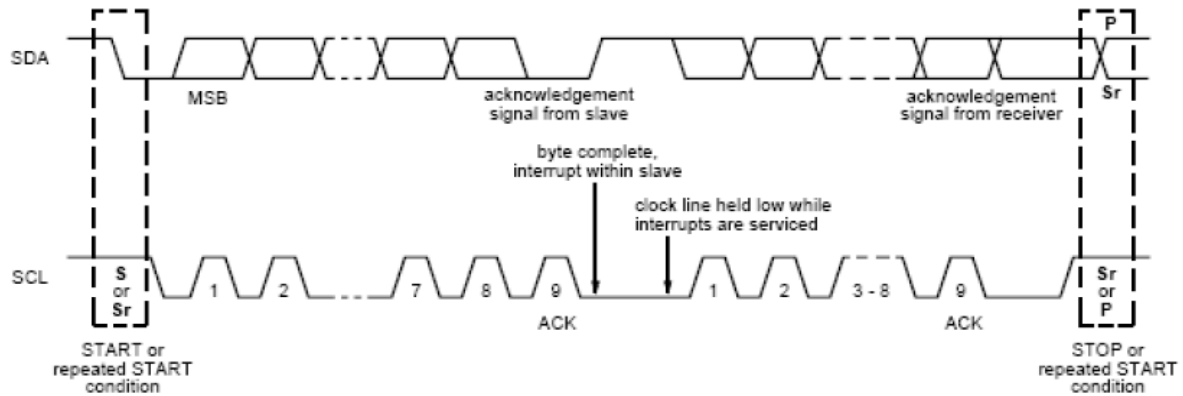 P
SDA
MSB
acknowledgement
signal from slave
acknowledgement
signal from receiver
Sr
byte complete,
interrupt within slave
clock line held low while
interrupts are serviced
SCL
S
or
Sr
1
2
7
8
9
1
2
3 - 8
9
Sr
or
P
ACK
ACK
START or
repeated START
condition
STOP or
repeated START
condition